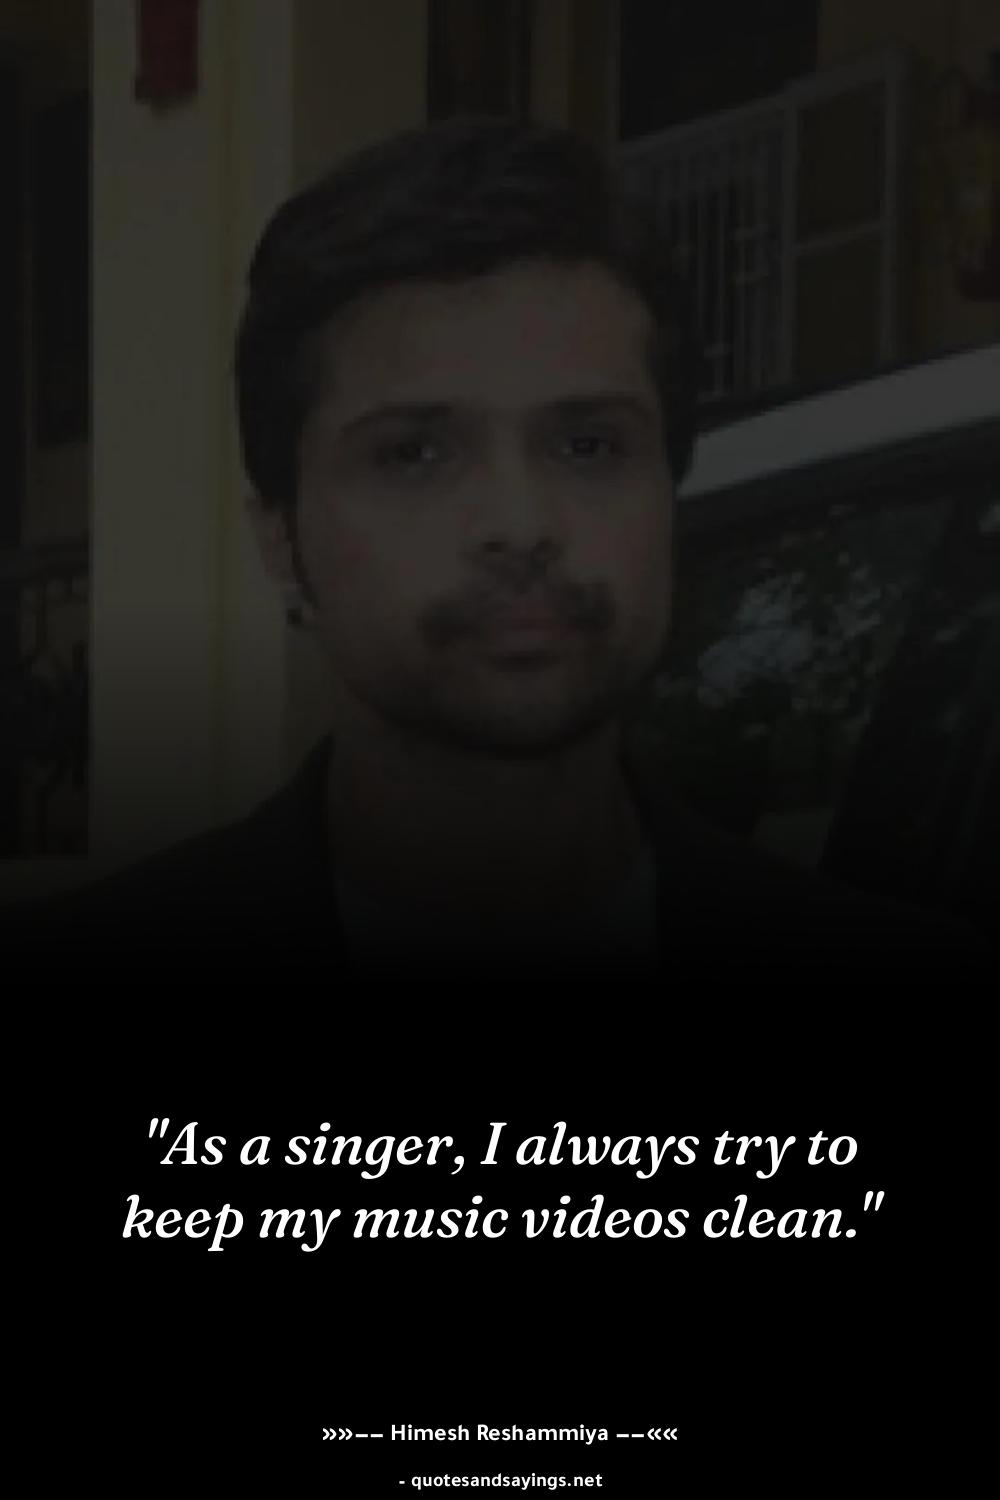 "As a singer, I always try to
keep my music videos clean."
»»−− Himesh Reshammiya −−««
- quotesandsayings.net